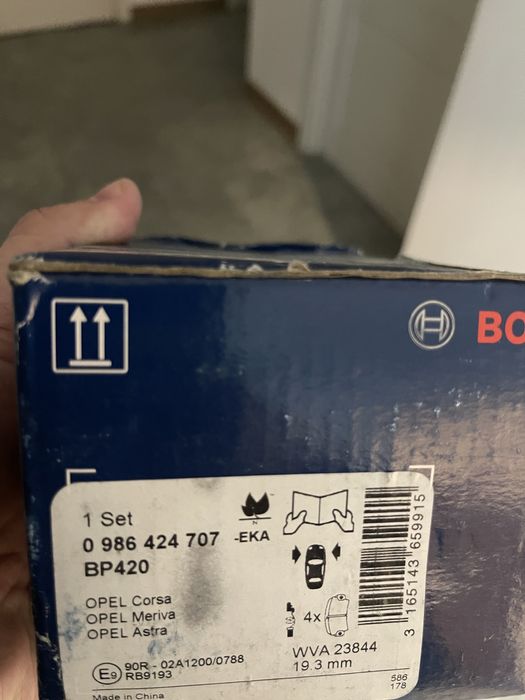 BO
1 Set
0 986 424 707 -EKA
BP420
N
OPEL Corsa
OPEL Meriva
OPEL Astra
4x
3 165143 659915
WVA 23844
19.3 mm
E9 90R - 02A1200/0788
RB9193
586
178
Made in China